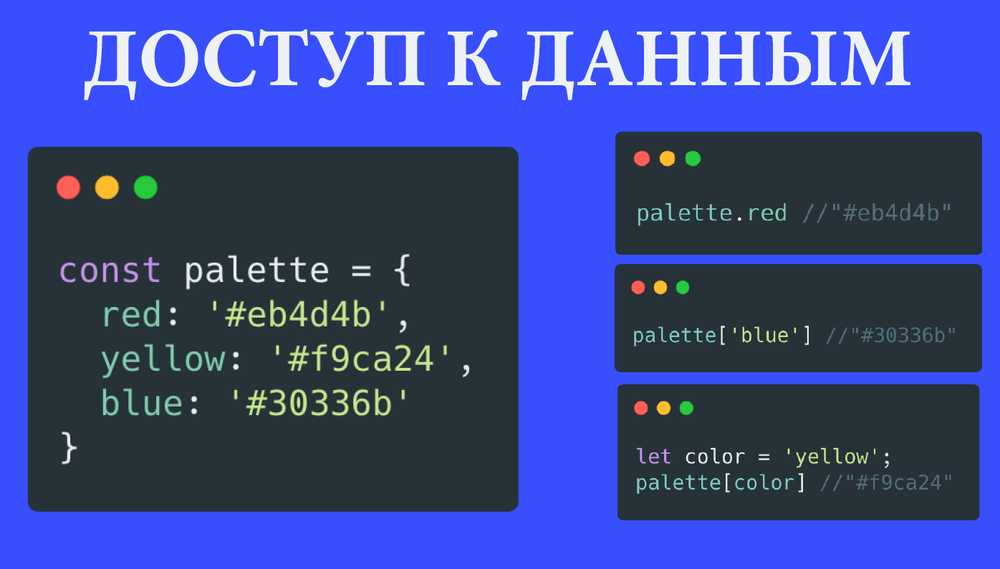 ДОСТУП К ДАННЫМ
const palette = {
  red: '#eb4d4b',
  yellow: '#f9ca24',
  blue: '#30336b'
}
palette.red //"#eb4d4b"
palette['blue'] //"#30336b"
let color = 'yellow';
palette[color] //"#f9ca24"